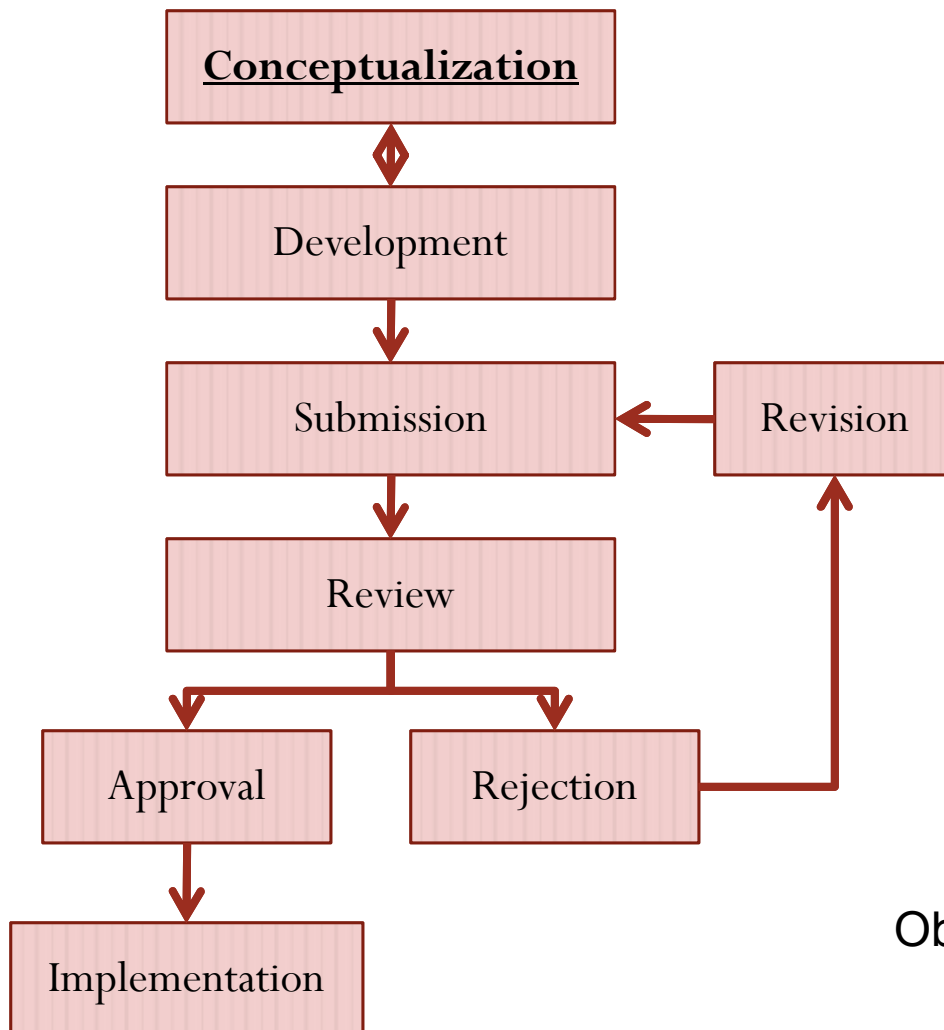 Conceptualization
Development
Submission
Revision
Review
Approval
Rejection
Implementation
Ob